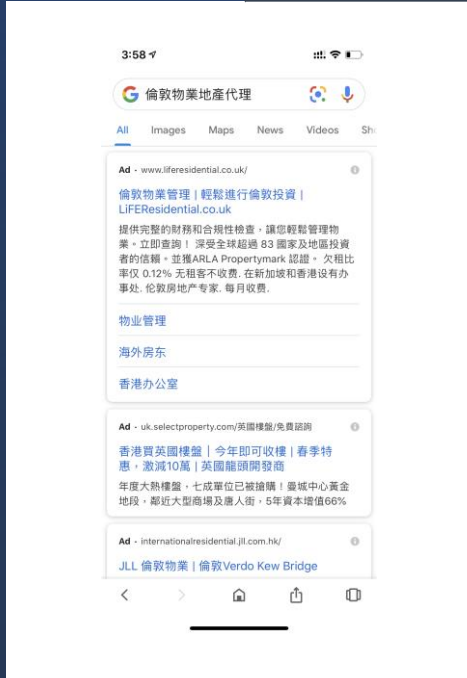 3:58
倫敦物業地產代理
All Images Maps News Videos Sh
Ad · www.liferesidential.co.uk/
倫敦物業管理 | 輕鬆進行倫敦投資 |
LiFEResidential.co.uk
提供完整的財務和合規性檢查，讓您輕鬆管理物
業。立即查詢！ 深受全球超過 83 國家及地區投資
者的信賴。並獲ARLA Propertymark 認證。 欠租比
率仅 0.12% 无租客不收费. 在新加坡和香港设有办
事处. 伦敦房地产专家. 每月收费.
物业管理
海外房东
香港办公室
Ad · uk.selectproperty.com/英國樓盤/免費諮詢
香港買英國樓盤｜今年即可收樓 | 春季特
惠，激減10萬 | 英國龍頭開發商
年度大熱樓盤，七成單位已被搶購！曼城中心黃金
地段，鄰近大型商場及唐人街，5年資本增值66%
Ad · internationalresidential.jll.com.hk/
JLL 倫敦物業 | 倫敦Verdo Kew Bridge